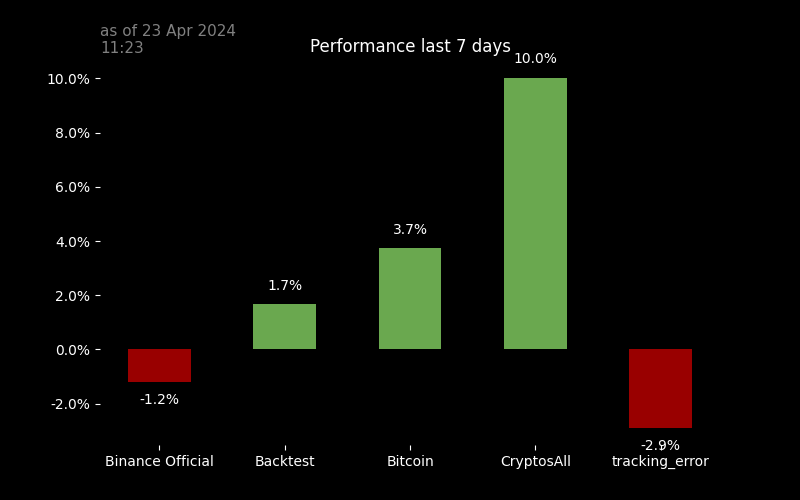 as of 23 Apr 2024
11:23
Performance last 7 days
10.0%
10.0%
8.0%
6.0%
4.0%
2.0%
0.0%
-2.0%
-1.2%
1.7%
3.7%
-2.9%
Binance Official
Backtest
Bitcoin
CryptosAll
tracking_error